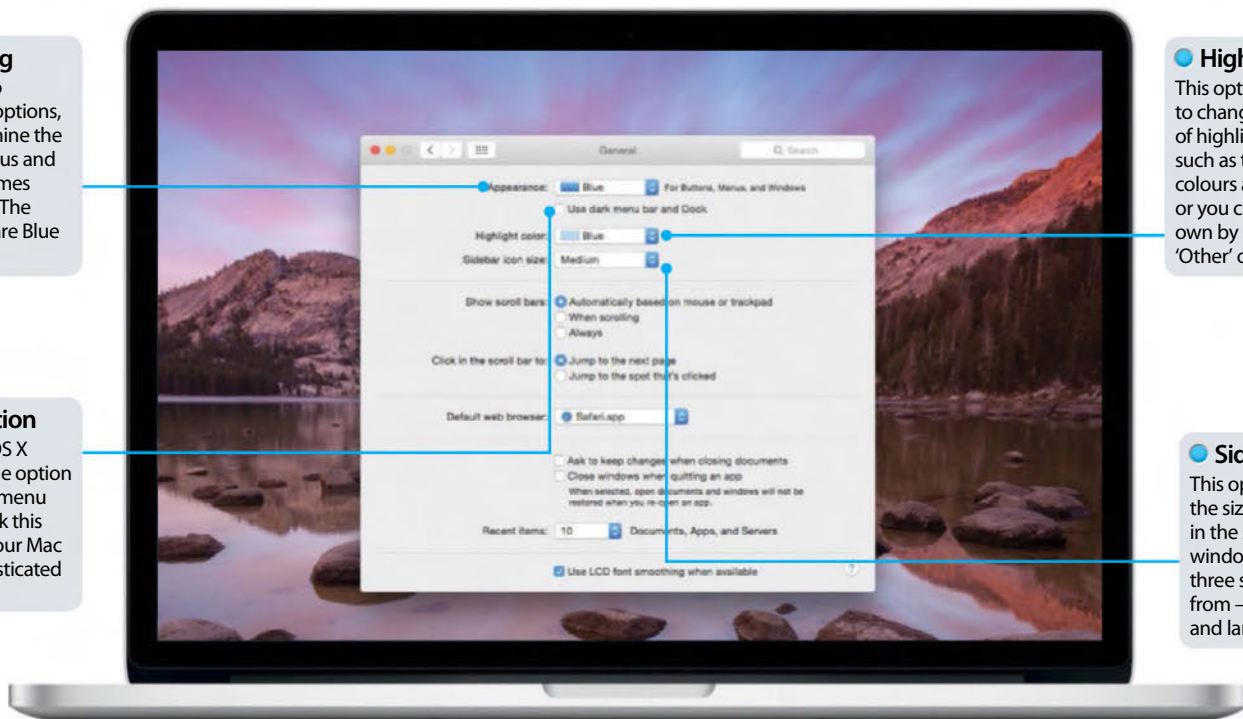 g
o
options,
mine the
us and
mes
The
are Blue
tion
OS X
e option
menu
k this
our Mac
sticated
General
Search
Appearance: Blue For Buttons, Menus, and Windows
Use dark menu bar and Dock
Highlight color: Blue
Sidebar icon size: Medium
Show scroll bars: Automatically based on mouse or trackpad
When scrolling
Always
Click in the scroll bar to: Jump to the next page
Jump to the spot that's clicked
Default web browser: Safari.app
Ask to keep changes when closing documents
Close windows when quitting an app
When selected, open documents and windows will not be
restored when you re-open an app.
Recent items: 10 Documents, Apps, and Servers
Use LCD font smoothing when available
?
High
This opt
to chang
of highli
such as t
colours a
or you c
own by
'Other' c
Sid
This op
the siz
in the
windo
three s
from –
and lar